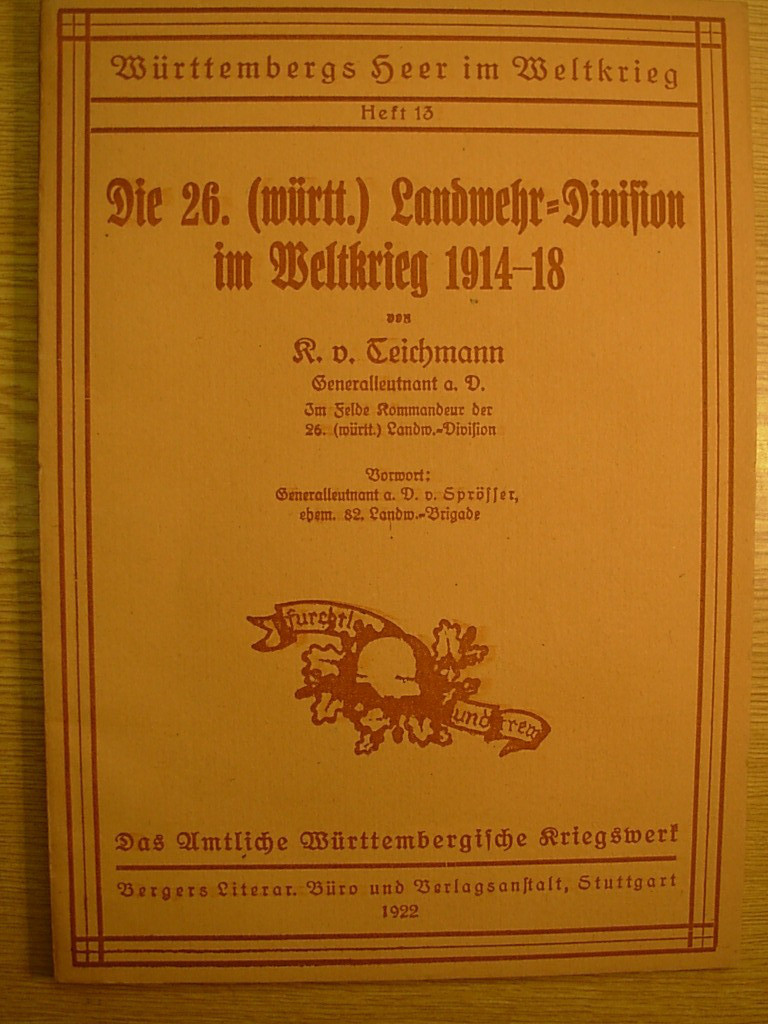 Württembergs Heer im Weltkrieg
Heft 13
Die 26. (württ.) Landwehr=Division
im Weltkrieg 1914–18
von
K. v. Teichmann
Generalleutnant a. D.
Im Felde Kommandeur der
26. (württ.) Landw.=Division
Vorwort:
Generalleutnant a. D. v. Sprösser,
ehem. 82. Landw.=Brigade
furchtlos
und treu
Das Amtliche Württembergische Kriegswerk
Bergers Literar. Büro und Verlagsanstalt, Stuttgart
1922